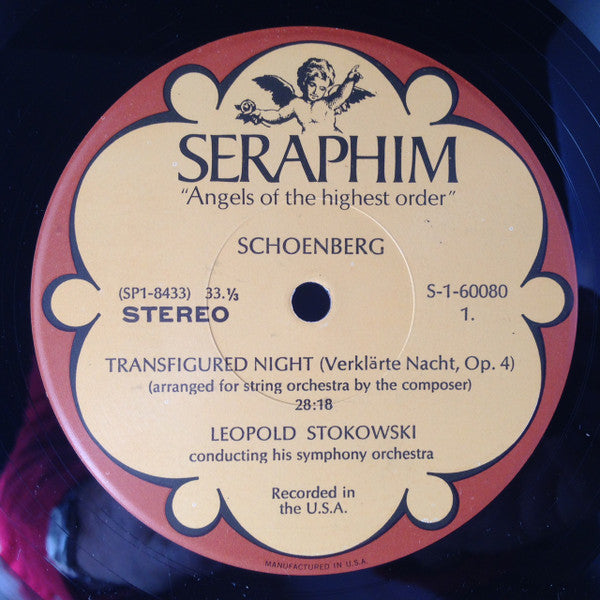 SERAPHIM
"Angels of the highest order"
SCHOENBERG
(SP1-8433) 33.⅓ S-1-60080
STEREO 1.
TRANSFIGURED NIGHT (Verklärte Nacht, Op. 4)
(arranged for string orchestra by the composer)
28:18
LEOPOLD STOKOWSKI
conducting his symphony orchestra
Recorded in
the U.S.A.
MANUFACTURED IN U.S.A.